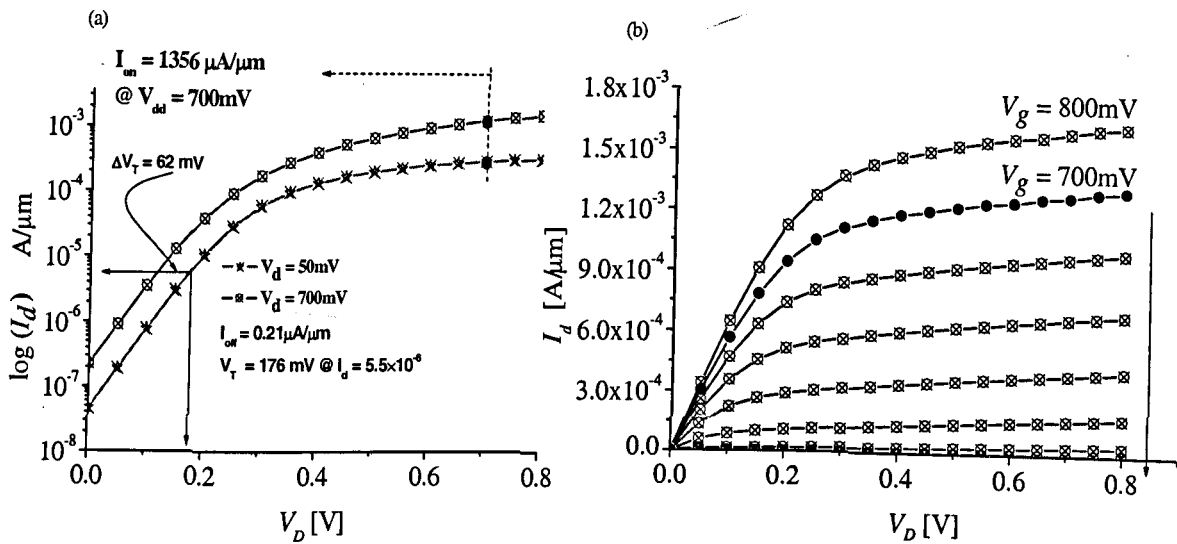 (a)
I_on = 1356 µA/µm
@ V_dd = 700mV
ΔV_T = 62 mV
10^-3
10^-4
10^-5
10^-6
10^-7
10^-8
log (I_d) A/µm
V_d = 50mV
V_d = 700mV
I_off = 0.21µA/µm
V_T = 176 mV @ I_d = 5.5×10^-6
0.0 0.2 0.4 0.6 0.8
V_D [V]
(b)
1.8x10^-3
1.5x10^-3
1.2x10^-3
9.0x10^-4
6.0x10^-4
3.0x10^-4
0.0
I_d [A/µm]
V_g = 800mV
V_g = 700mV
0.0 0.2 0.4 0.6 0.8
V_D [V]